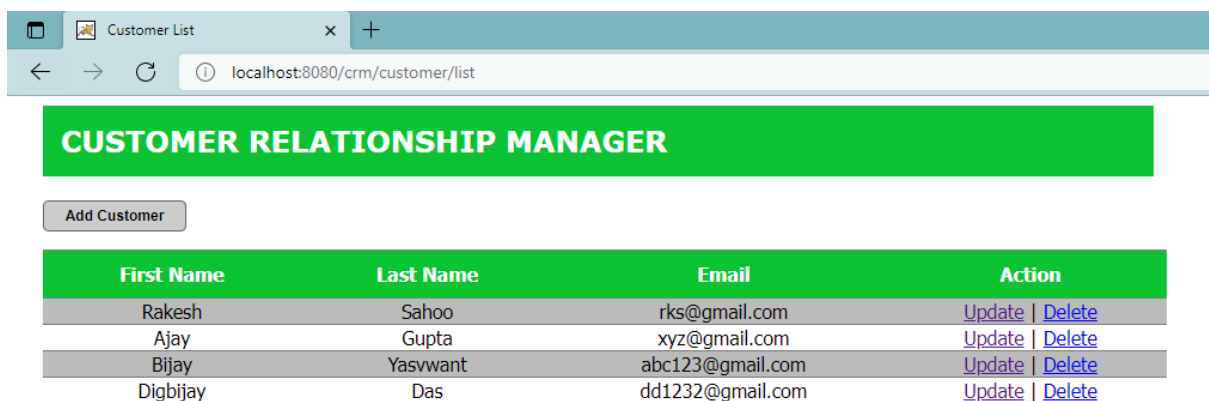 Customer List
localhost:8080/crm/customer/list
CUSTOMER RELATIONSHIP MANAGER
Add Customer
First Name Last Name Email Action
Rakesh Sahoo rks@gmail.com Update | Delete
Ajay Gupta xyz@gmail.com Update | Delete
Bijay Yasvwant abc123@gmail.com Update | Delete
Digbijay Das dd1232@gmail.com Update | Delete